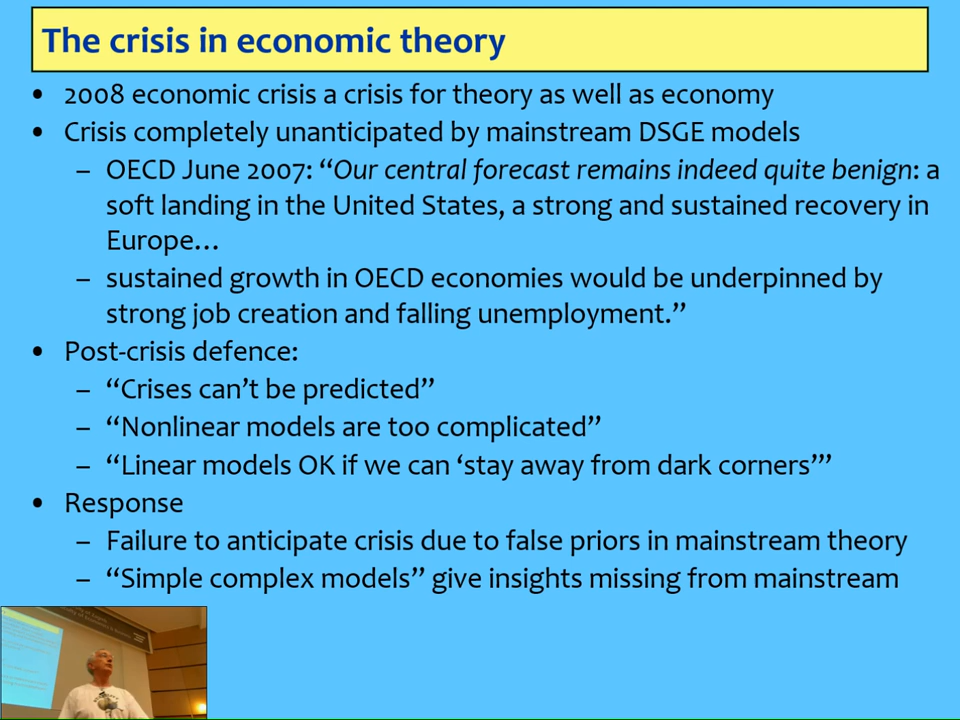 The crisis in economic theory
• 2008 economic crisis a crisis for theory as well as economy
• Crisis completely unanticipated by mainstream DSGE models
– OECD June 2007: “Our central forecast remains indeed quite benign: a
soft landing in the United States, a strong and sustained recovery in
Europe…
– sustained growth in OECD economies would be underpinned by
strong job creation and falling unemployment.”
• Post-crisis defence:
– “Crises can’t be predicted”
– “Nonlinear models are too complicated”
– “Linear models OK if we can ‘stay away from dark corners’”
• Response
– Failure to anticipate crisis due to false priors in mainstream theory
– “Simple complex models” give insights missing from mainstream